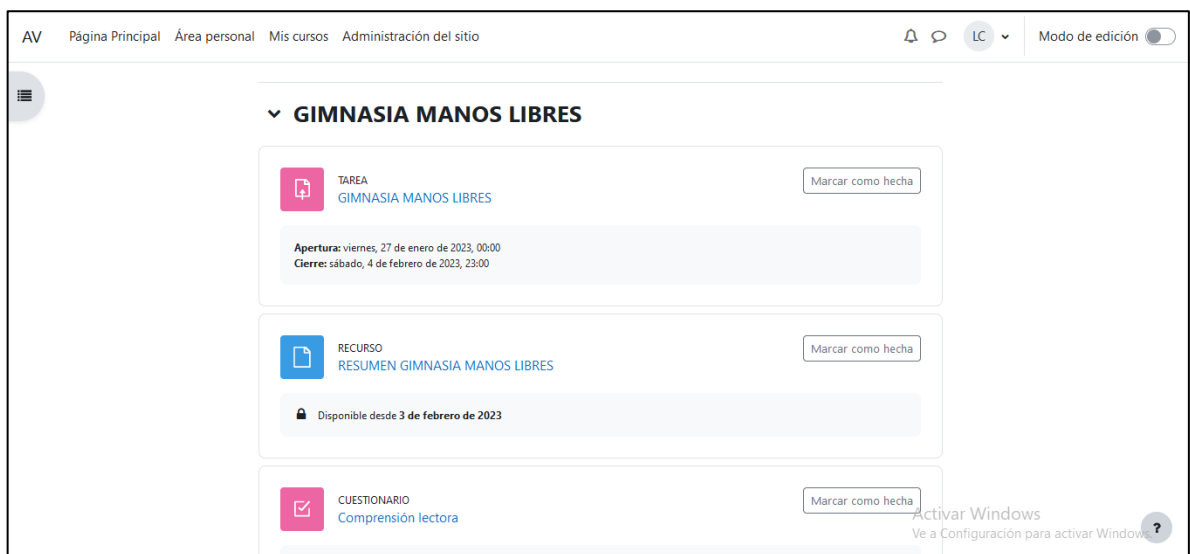 AV Página Principal Área personal Mis cursos Administración del sitio LC Modo de edición
GIMNASIA MANOS LIBRES
TAREA
GIMNASIA MANOS LIBRES
Marcar como hecha
Apertura: viernes, 27 de enero de 2023, 00:00
Cierre: sábado, 4 de febrero de 2023, 23:00
RECURSO
RESUMEN GIMNASIA MANOS LIBRES
Marcar como hecha
Disponible desde 3 de febrero de 2023
CUESTIONARIO
Comprensión lectora
Marcar como hecha
Activar Windows
Ve a Configuración para activar Windows.
?